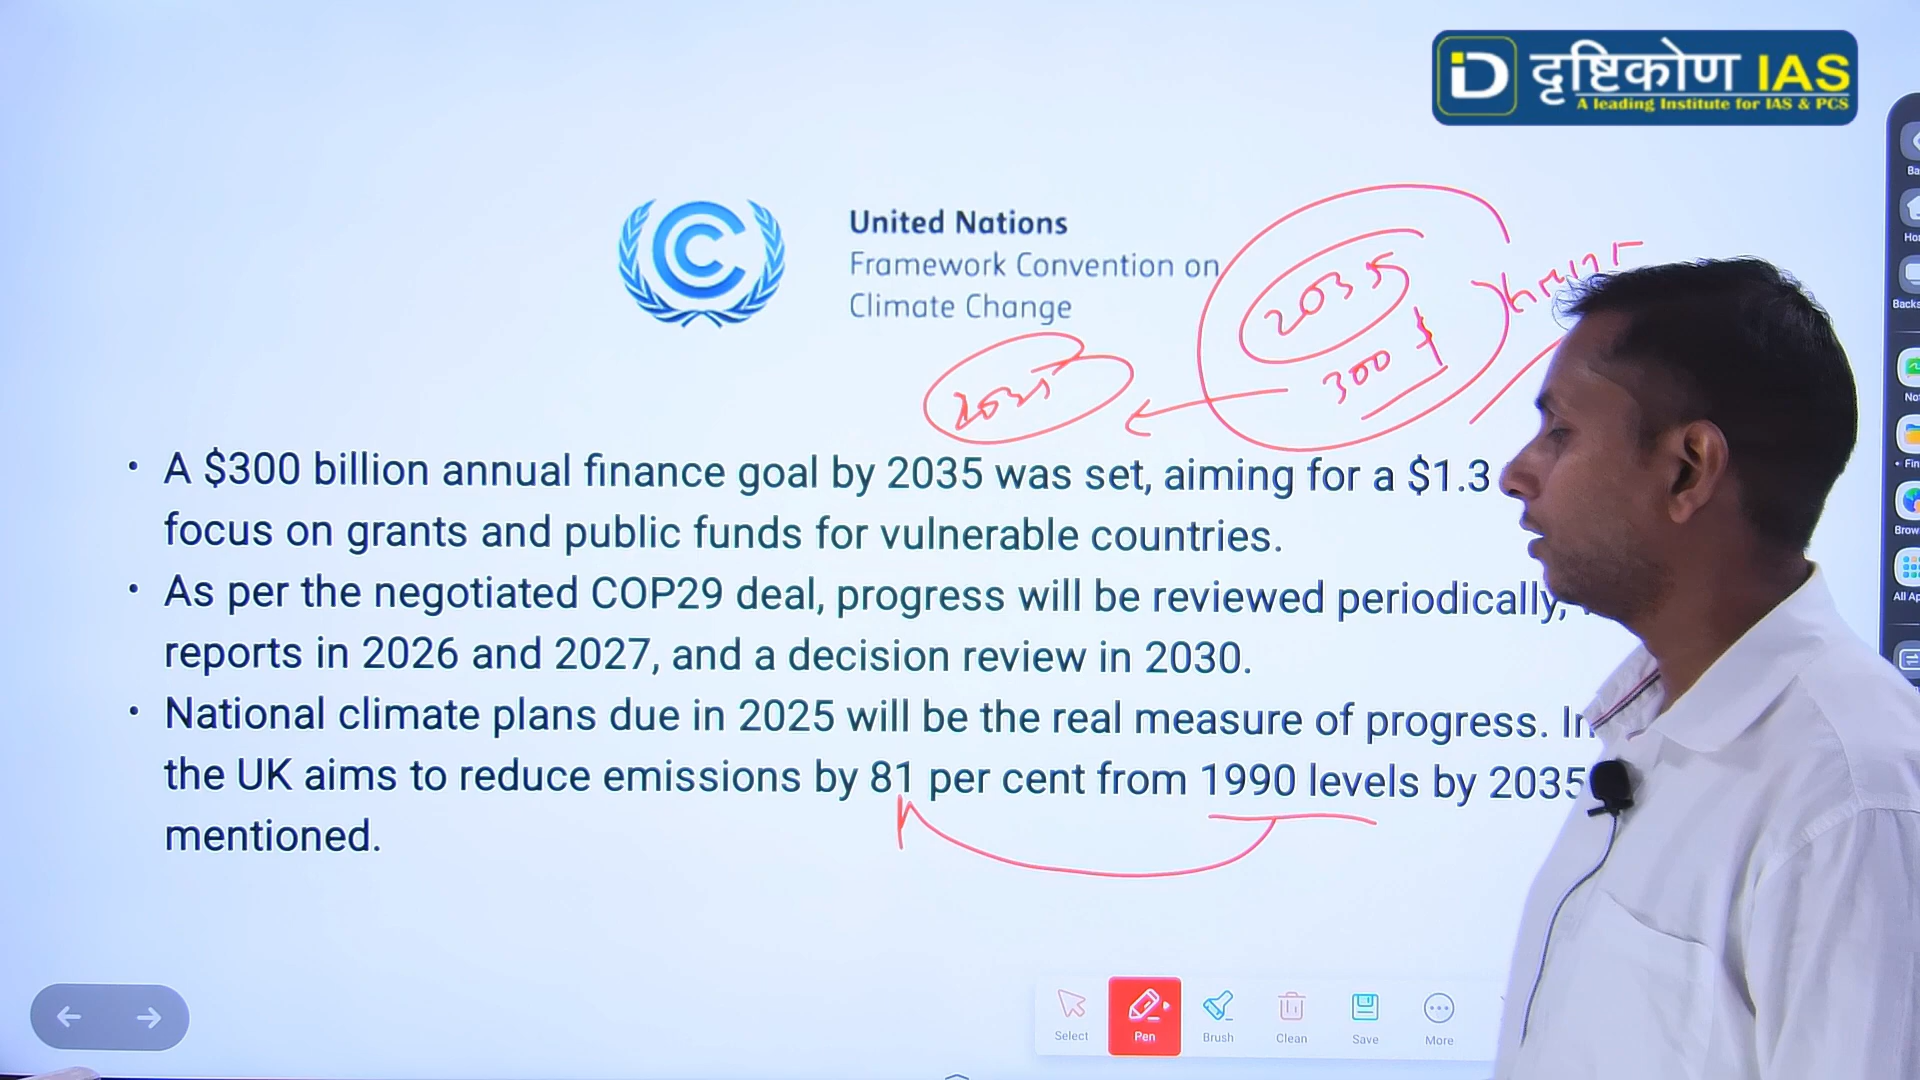 दृष्टिकोण IAS
A leading Institute for IAS & PCS
United Nations
Framework Convention on
Climate Change
2035
300 $
2035
• A $300 billion annual finance goal by 2035 was set, aiming for a $1.3
focus on grants and public funds for vulnerable countries.
• As per the negotiated COP29 deal, progress will be reviewed periodically,
reports in 2026 and 2027, and a decision review in 2030.
• National climate plans due in 2025 will be the real measure of progress. In
the UK aims to reduce emissions by 81 per cent from 1990 levels by 2035
mentioned.
Select
Pen
Brush
Clean
Save
More